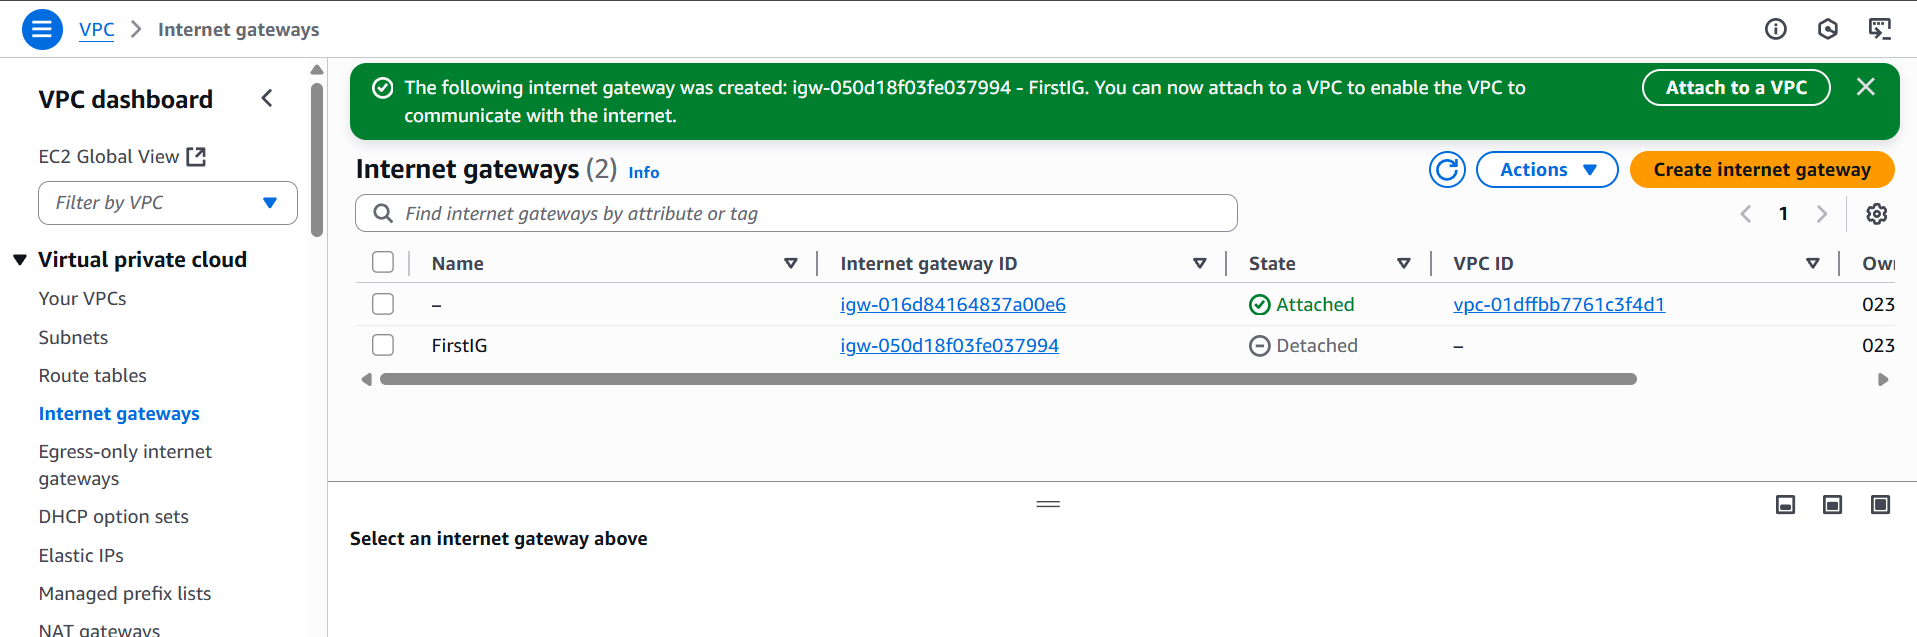 VPC > Internet gateways
VPC dashboard
EC2 Global View
Filter by VPC
Virtual private cloud
Your VPCs
Subnets
Route tables
Internet gateways
Egress-only internet
gateways
DHCP option sets
Elastic IPs
Managed prefix lists
NAT gateways
The following internet gateway was created: igw-050d18f03fe037994 - FirstIG. You can now attach to a VPC to enable the VPC to
communicate with the internet.
Attach to a VPC
Internet gateways (2) Info
Actions
Create internet gateway
Find internet gateways by attribute or tag
1
Name Internet gateway ID State VPC ID Own
– igw-016d84164837a00e6 Attached vpc-01dffbb7761c3f4d1 023
FirstIG igw-050d18f03fe037994 Detached – 023
Select an internet gateway above